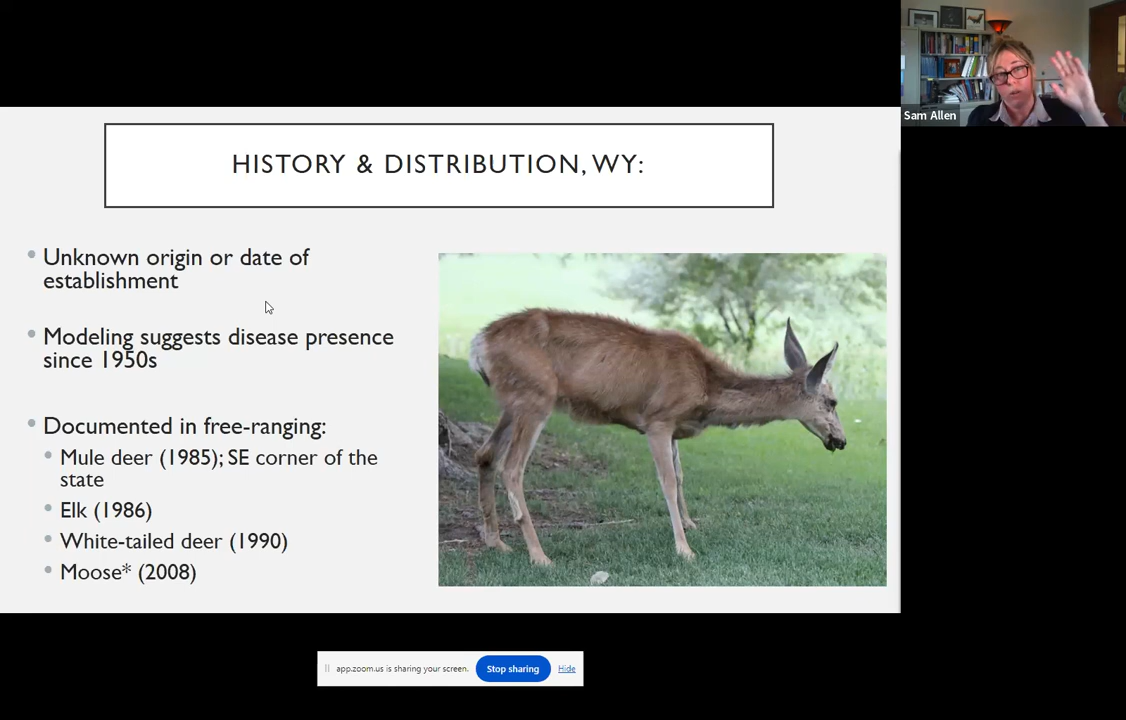 Sam Allen
HISTORY & DISTRIBUTION, WY:
Unknown origin or date of
establishment
Modeling suggests disease presence
since 1950s
Documented in free-ranging:
Mule deer (1985); SE corner of the
state
Elk (1986)
White-tailed deer (1990)
Moose* (2008)
app.zoom.us is sharing your screen.
Stop sharing
Hide